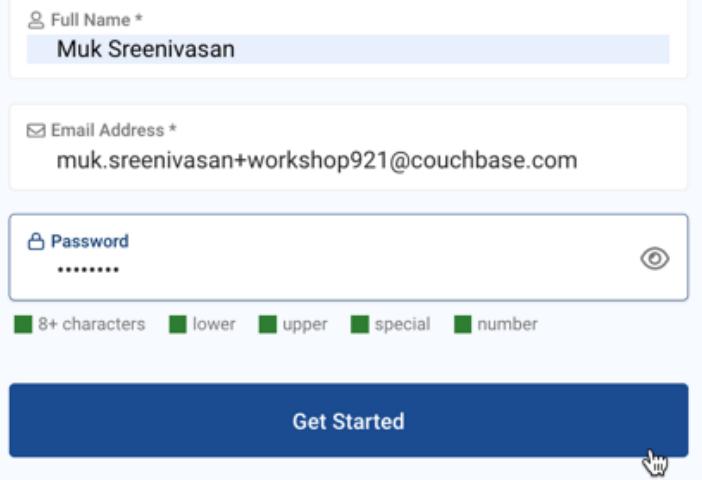 Full Name *
Muk Sreenivasan
Email Address *
muk.sreenivasan+workshop921@couchbase.com
Password
••••••••
8+ characters lower upper special number
Get Started